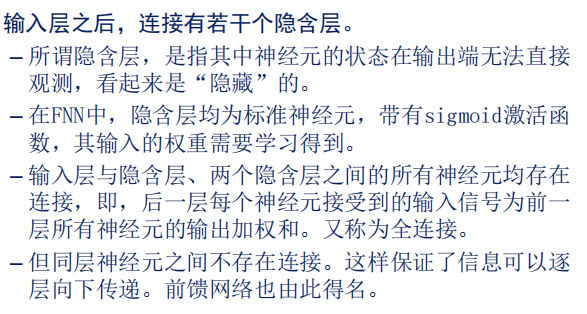 输入层之后，连接有若干个隐含层。
–所谓隐含层，是指其中神经元的状态在输出端无法直接
观测，看起来是“隐藏”的。
–在FNN中，隐含层均为标准神经元，带有sigmoid激活函
数，其输入的权重需要学习得到。
–输入层与隐含层、两个隐含层之间的所有神经元均存在
连接，即，后一层每个神经元接受到的输入信号为前一
层所有神经元的输出加权和。又称为全连接。
–但同层神经元之间不存在连接。这样保证了信息可以逐
层向下传递。前馈网络也由此得名。